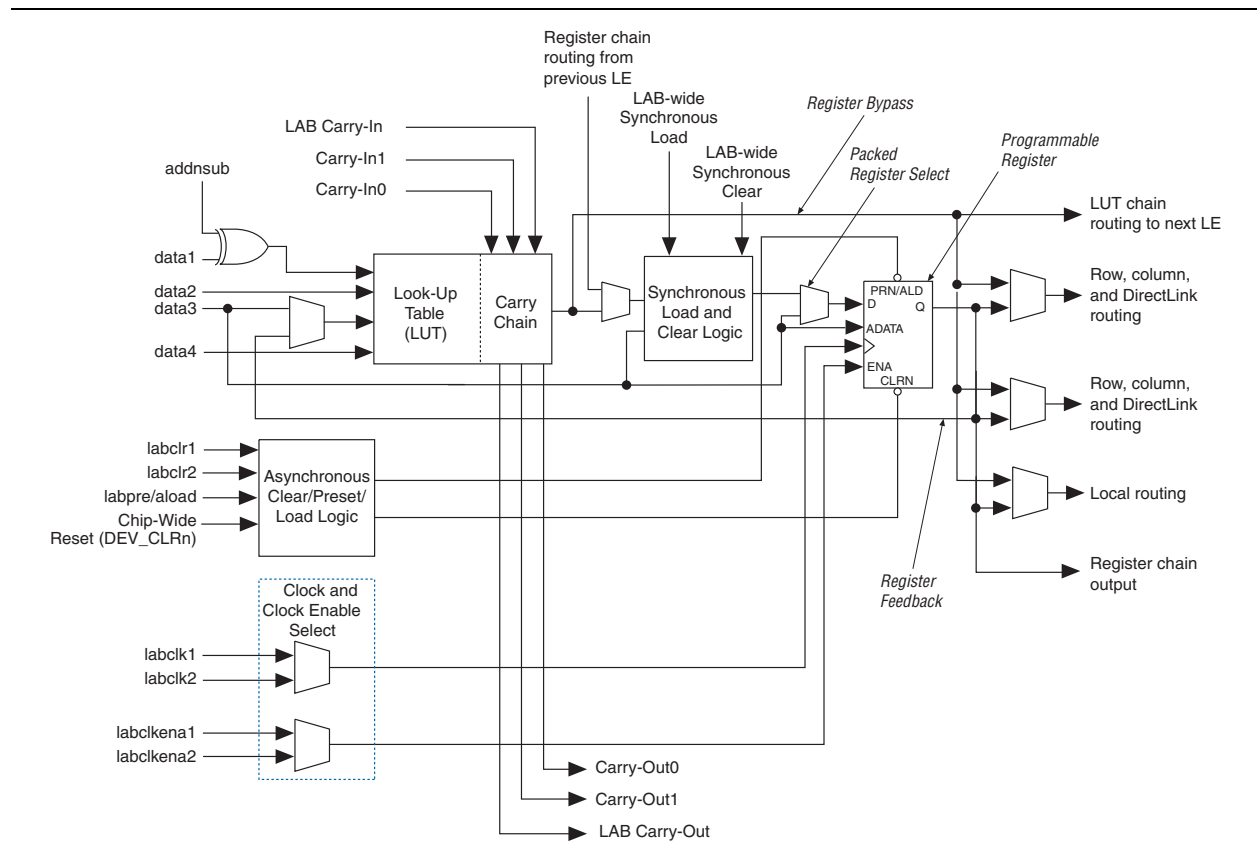 Register chain
routing from
previous LE
LAB-wide
Synchronous
Load
LAB-wide
Synchronous
Clear
Register Bypass
Packed
Register Select
Programmable
Register
LAB Carry-In
Carry-In1
Carry-In0
addnsub
data1
data2
data3
data4
Look-Up
Table
(LUT)
Carry
Chain
Synchronous
Load and
Clear Logic
PRN/ALD
D
Q
ADATA
ENA
CLRN
LUT chain
routing to next LE
Row, column,
and DirectLink
routing
Row, column,
and DirectLink
routing
Local routing
Register chain
output
Register
Feedback
labclr1
labclr2
labpre/aload
Chip-Wide
Reset (DEV_CLRn)
Asynchronous
Clear/Preset/
Load Logic
Clock and
Clock Enable
Select
labclk1
labclk2
labclkena1
labclkena2
Carry-Out0
Carry-Out1
LAB Carry-Out